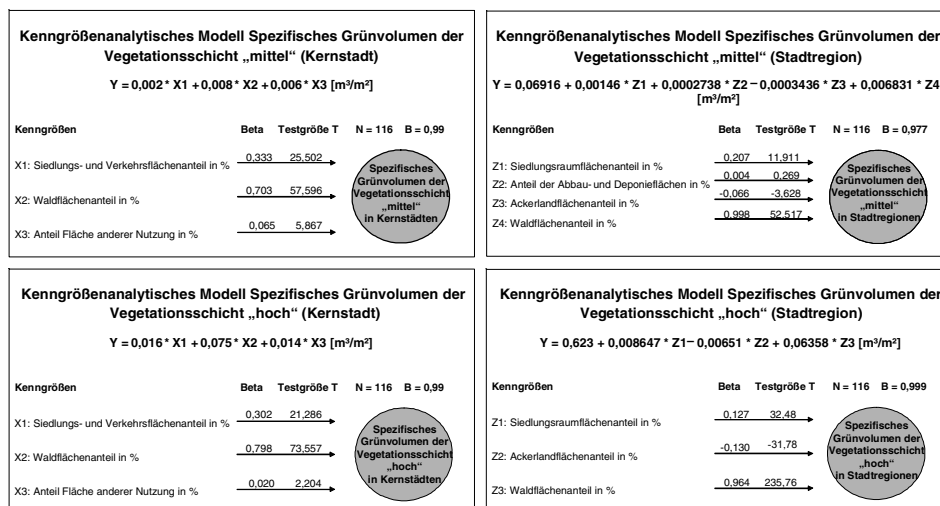 Kenngrößenanalytisches Modell Spezifisches Grünvolumen der
Vegetationsschicht „mittel“ (Kernstadt)
Y = 0,002 * X1 + 0,008 * X2 + 0,006 * X3 [m³/m²]
Kenngrößen Beta Testgröße T N = 116 B = 0,99
X1: Siedlungs- und Verkehrsflächenanteil in % 0,333 25,502
X2: Waldflächenanteil in % 0,703 57,596
X3: Anteil Fläche anderer Nutzung in % 0,065 5,867
Spezifisches
Grünvolumen der
Vegetationsschicht
„mittel“
in Kernstädten
Kenngrößenanalytisches Modell Spezifisches Grünvolumen der
Vegetationsschicht „mittel“ (Stadtregion)
Y = 0,06916 + 0,00146 * Z1 + 0,0002738 * Z2 – 0,0003436 * Z3 + 0,006831 * Z4
[m³/m²]
Kenngrößen Beta Testgröße T N = 116 B = 0,977
Z1: Siedlungsraumflächenanteil in % 0,207 11,911
Z2: Anteil der Abbau- und Deponieflächen in % 0,004 0,269
Z3: Ackerlandflächenanteil in % -0,066 -3,628
Z4: Waldflächenanteil in % 0,998 52,517
Spezifisches
Grünvolumen der
Vegetationsschicht
„mittel“
in Stadtregionen
Kenngrößenanalytisches Modell Spezifisches Grünvolumen der
Vegetationsschicht „hoch“ (Kernstadt)
Y = 0,016 * X1 + 0,075 * X2 + 0,014 * X3 [m³/m²]
Kenngrößen Beta Testgröße T N = 116 B = 0,99
X1: Siedlungs- und Verkehrsflächenanteil in % 0,302 21,286
X2: Waldflächenanteil in % 0,798 73,557
X3: Anteil Fläche anderer Nutzung in % 0,020 2,204
Spezifisches
Grünvolumen der
Vegetationsschicht
„hoch“
in Kernstädten
Kenngrößenanalytisches Modell Spezifisches Grünvolumen der
Vegetationsschicht „hoch“ (Stadtregion)
Y = 0,623 + 0,008647 * Z1 – 0,00651 * Z2 + 0,06358 * Z3 [m³/m²]
Kenngrößen Beta Testgröße T N = 116 B = 0,999
Z1: Siedlungsraumflächenanteil in % 0,127 32,48
Z2: Ackerlandflächenanteil in % -0,130 -31,78
Z3: Waldflächenanteil in % 0,964 235,76
Spezifisches
Grünvolumen der
Vegetationsschicht
„hoch“
in Stadtregionen